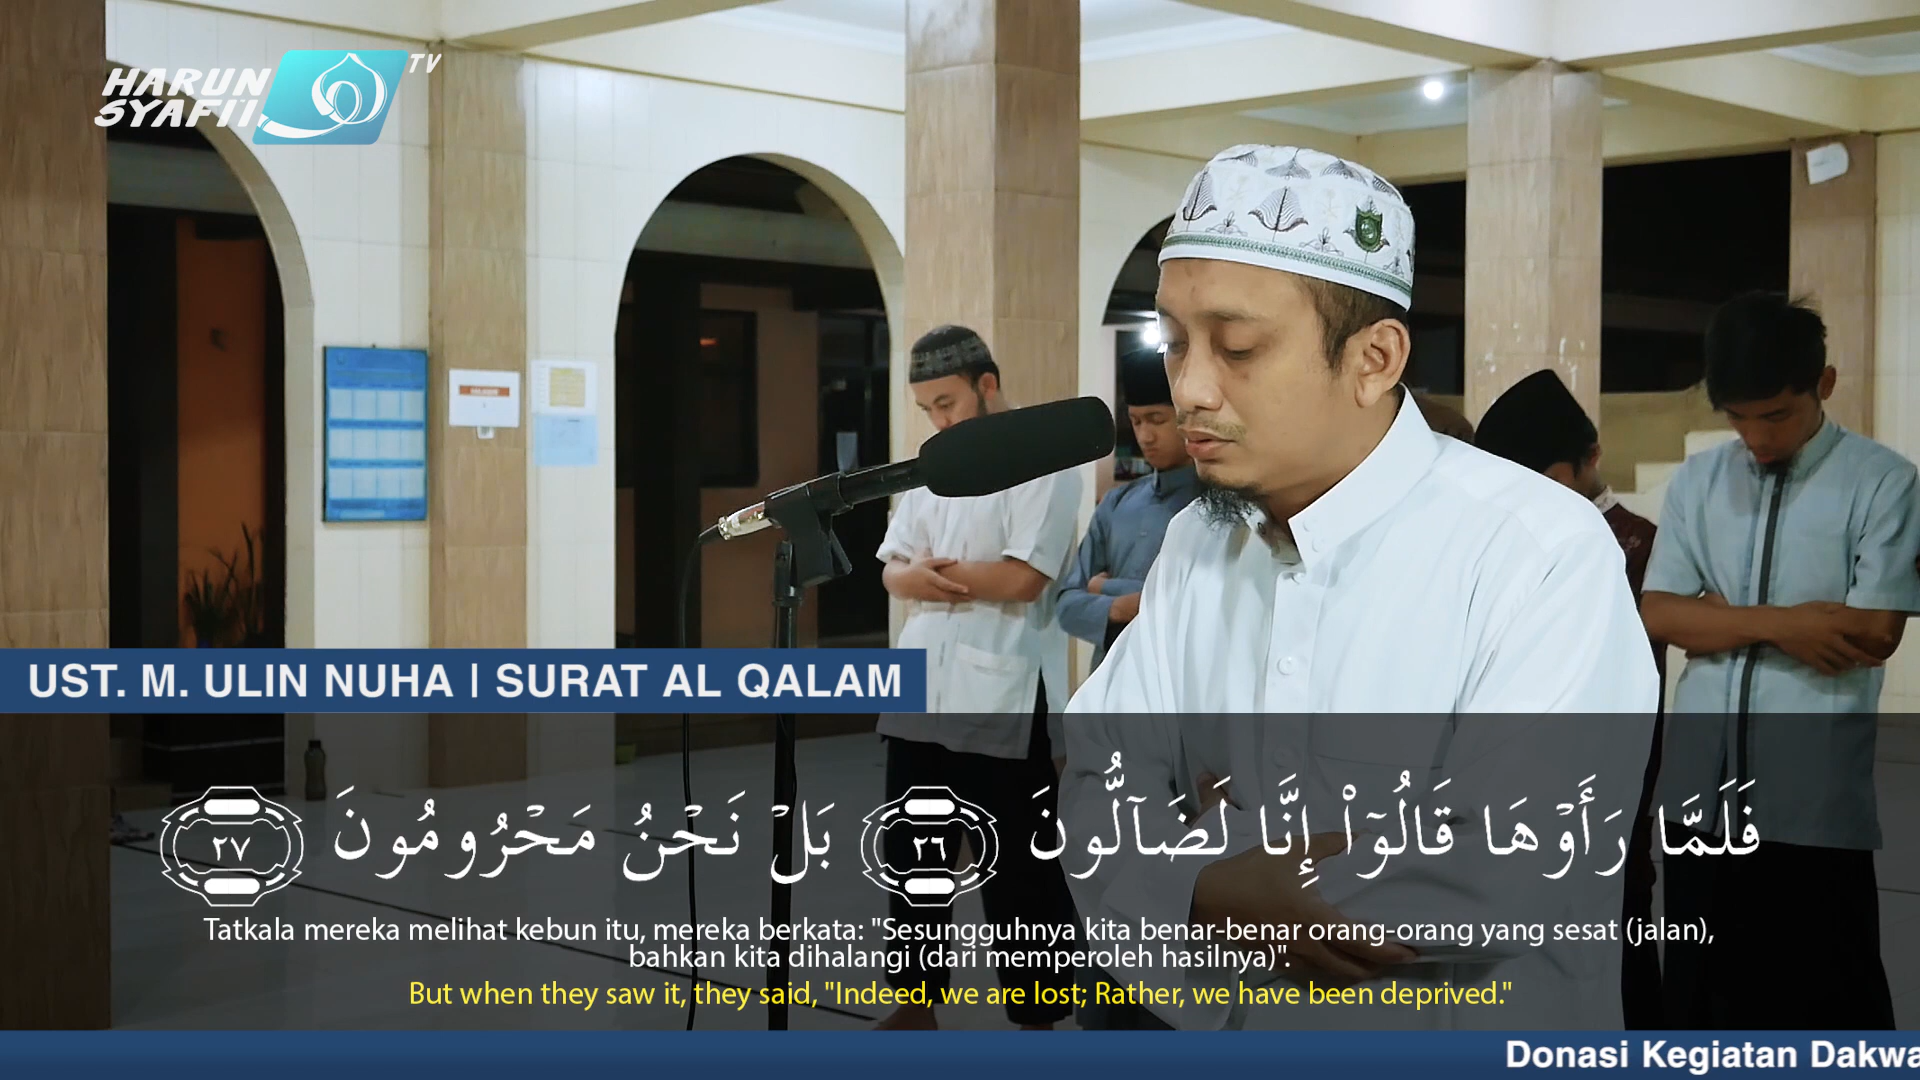 HARUN
SYAFI'I
TV
UST. M. ULIN NUHA | SURAT AL QALAM
فَلَمَّا رَأَوْهَا قَالُوٓا۟ إِنَّا لَضَآلُّونَ ٢٦ بَلْ نَحْنُ مَحْرُومُونَ ٢٧
Tatkala mereka melihat kebun itu, mereka berkata: "Sesungguhnya kita benar-benar orang-orang yang sesat (jalan),
bahkan kita dihalangi (dari memperoleh hasilnya)".
But when they saw it, they said, "Indeed, we are lost; Rather, we have been deprived."
Donasi Kegiatan Dakwa